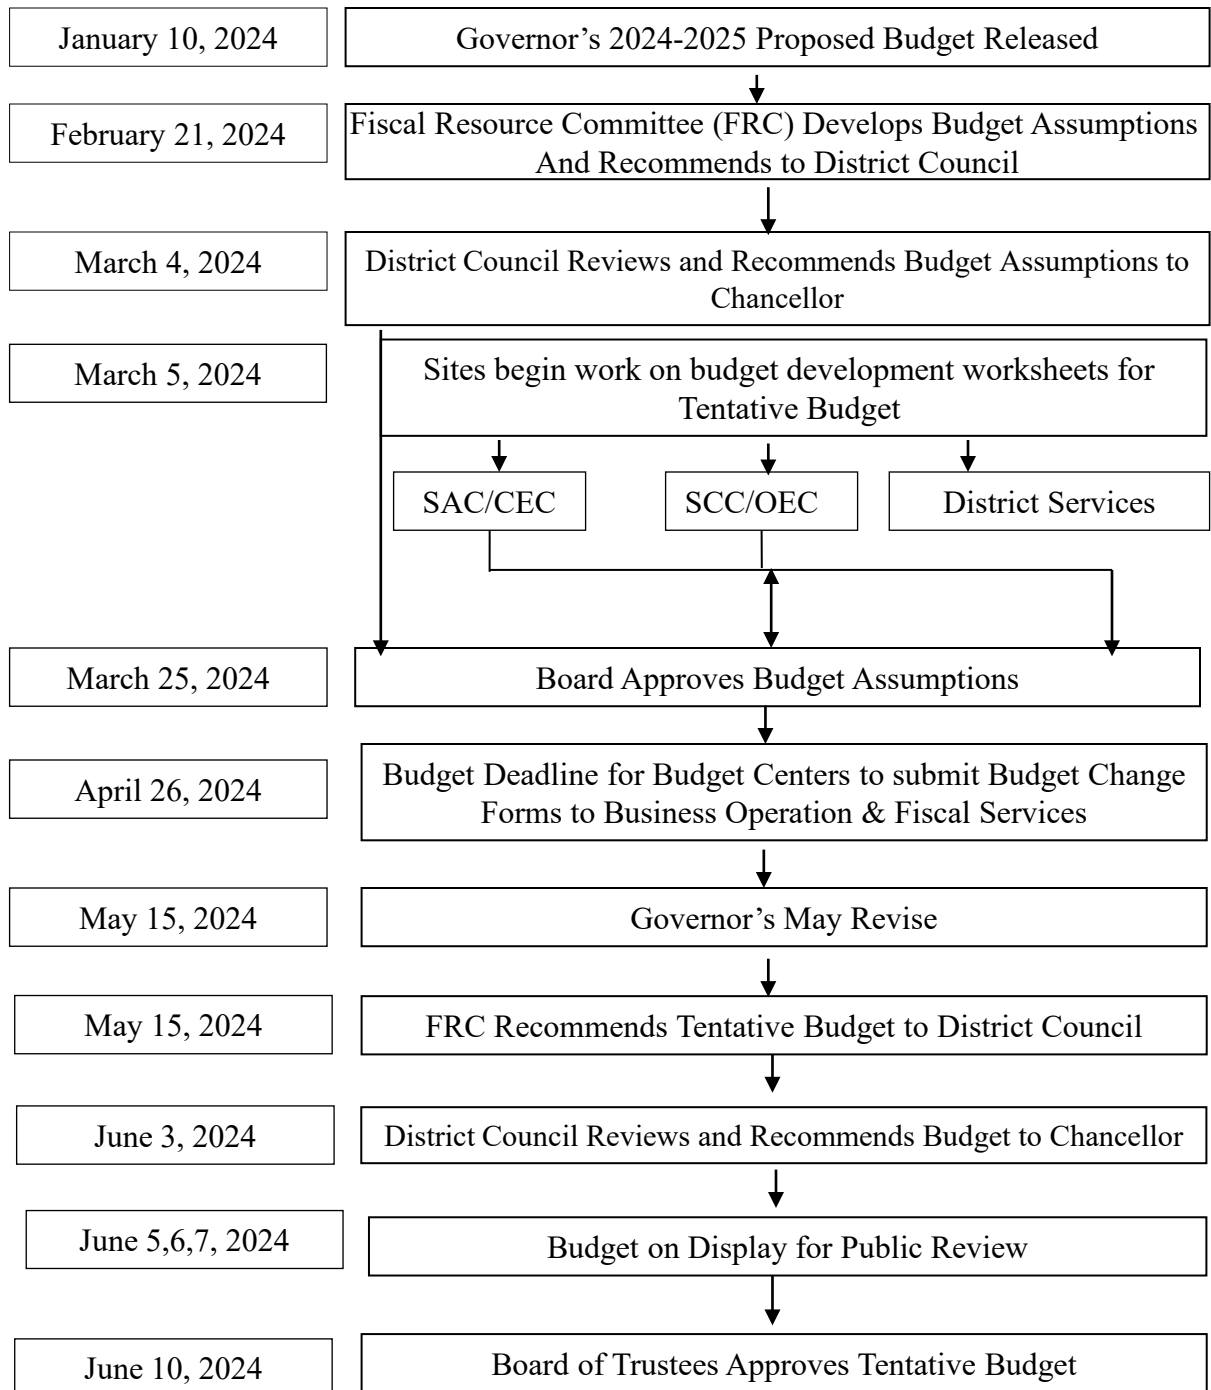 January 10, 2024
Governor’s 2024-2025 Proposed Budget Released
February 21, 2024
Fiscal Resource Committee (FRC) Develops Budget Assumptions
And Recommends to District Council
March 4, 2024
District Council Reviews and Recommends Budget Assumptions to
Chancellor
March 5, 2024
Sites begin work on budget development worksheets for
Tentative Budget
SAC/CEC
SCC/OEC
District Services
March 25, 2024
Board Approves Budget Assumptions
April 26, 2024
Budget Deadline for Budget Centers to submit Budget Change
Forms to Business Operation & Fiscal Services
May 15, 2024
Governor’s May Revise
May 15, 2024
FRC Recommends Tentative Budget to District Council
June 3, 2024
District Council Reviews and Recommends Budget to Chancellor
June 5,6,7, 2024
Budget on Display for Public Review
June 10, 2024
Board of Trustees Approves Tentative Budget